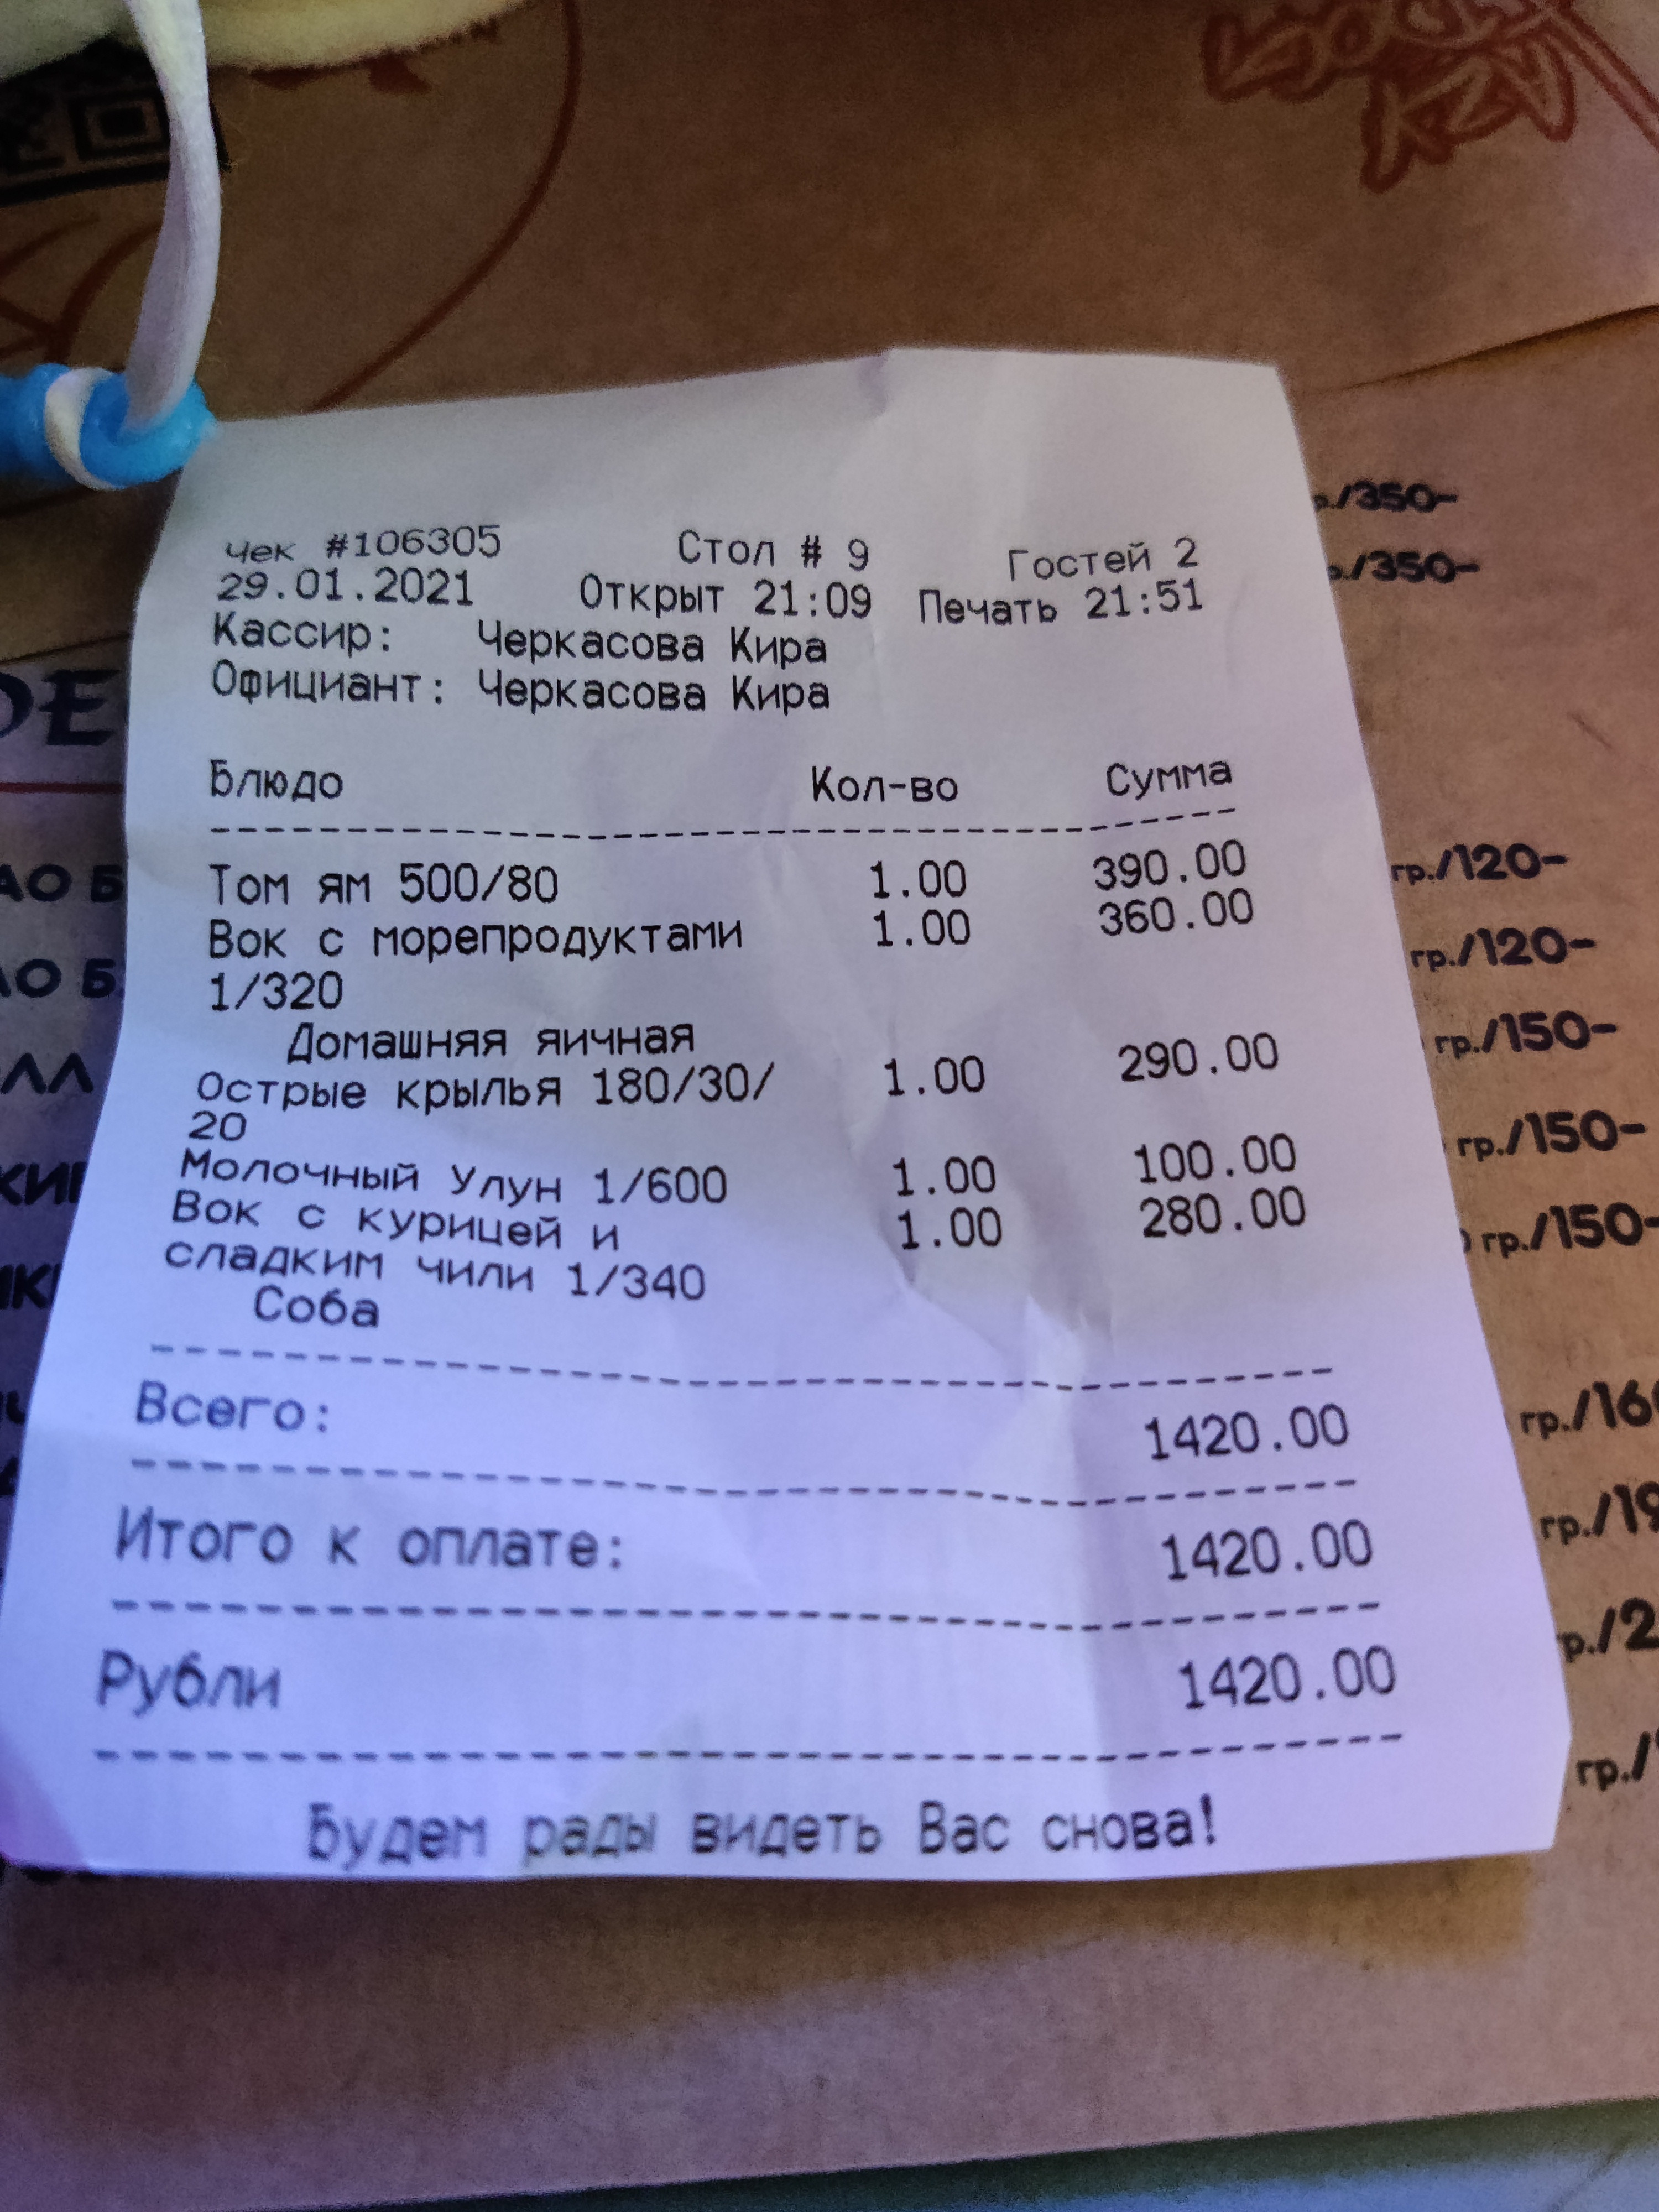 чек #106305 Стол # 9 Гостей 2
29.01.2021 Открыт 21:09 Печать 21:51
Кассир: Черкасова Кира
Официант: Черкасова Кира
Блюдо Кол-во Сумма
Том ям 500/80 1.00 390.00
Вок с морепродуктами 1.00 360.00
1/320
Домашняя яичная
Острые крылья 180/30/ 1.00 290.00
20
Молочный Улун 1/600 1.00 100.00
Вок с курицей и 1.00 280.00
сладким чили 1/340
Соба
Всего: 1420.00
Итого к оплате: 1420.00
Рубли 1420.00
Будем рады видеть Вас снова!
/350-
/350-
гр./120-
гр./120-
гр./150-
гр./150-
гр./150-